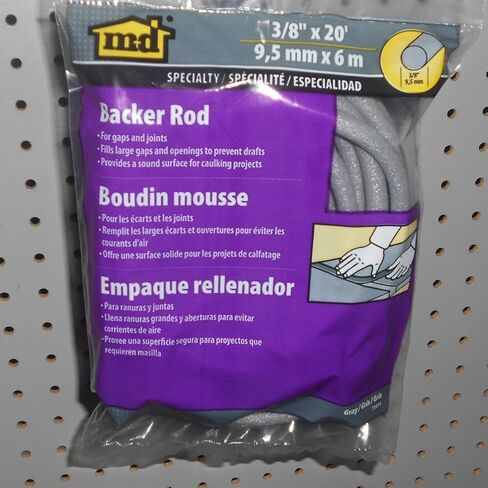 md
3/8" x 20'
9,5 mm x 6 m
3/8"
9,5 mm
SPECIALTY / SPÉCIALITÉ / ESPECIALIDAD
Backer Rod
• For gaps and joints
• Fills large gaps and openings to prevent drafts
• Provides a sound surface for caulking projects
Boudin mousse
• Pour les écarts et les joints
• Remplit les larges écarts et ouvertures pour éviter les
courants d'air
• Offre une surface solide pour les projets de calfatage
Empaque rellenador
• Para ranuras y juntas
• Llena ranuras grandes y aberturas para evitar
corrientes de aire
• Provee una superficie segura para proyectos que
requieren masilla
Gray / Gris / Gris